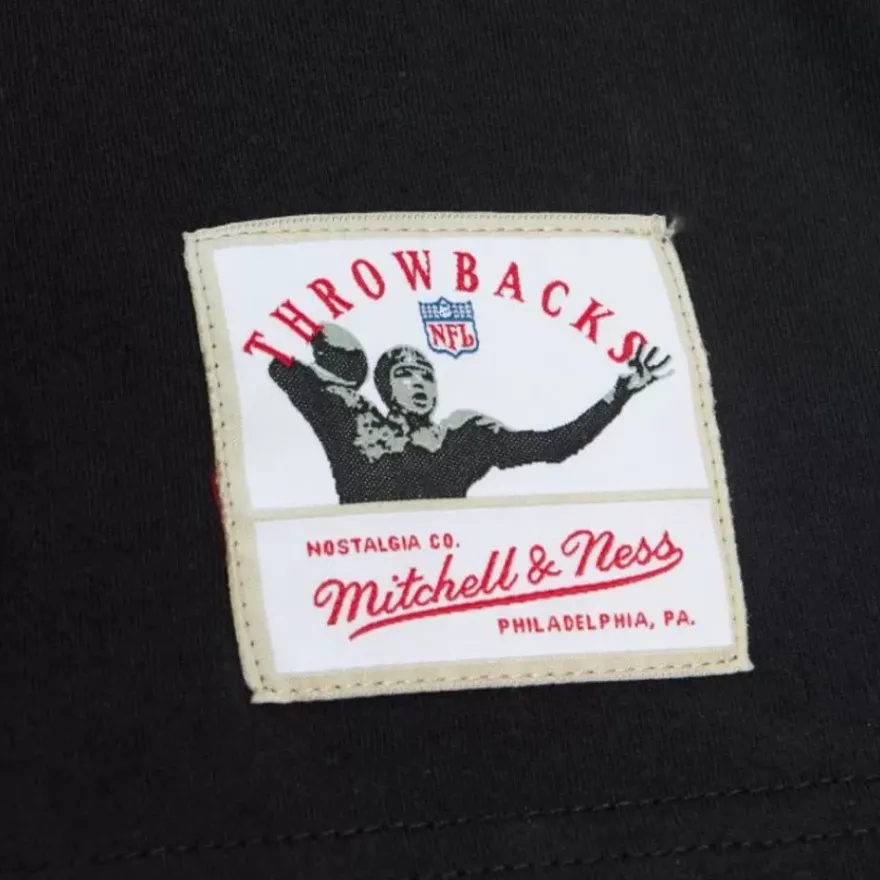 THROWBACKS
NFL
NOSTALGIA CO.
Mitchell & Ness
PHILADELPHIA, PA.